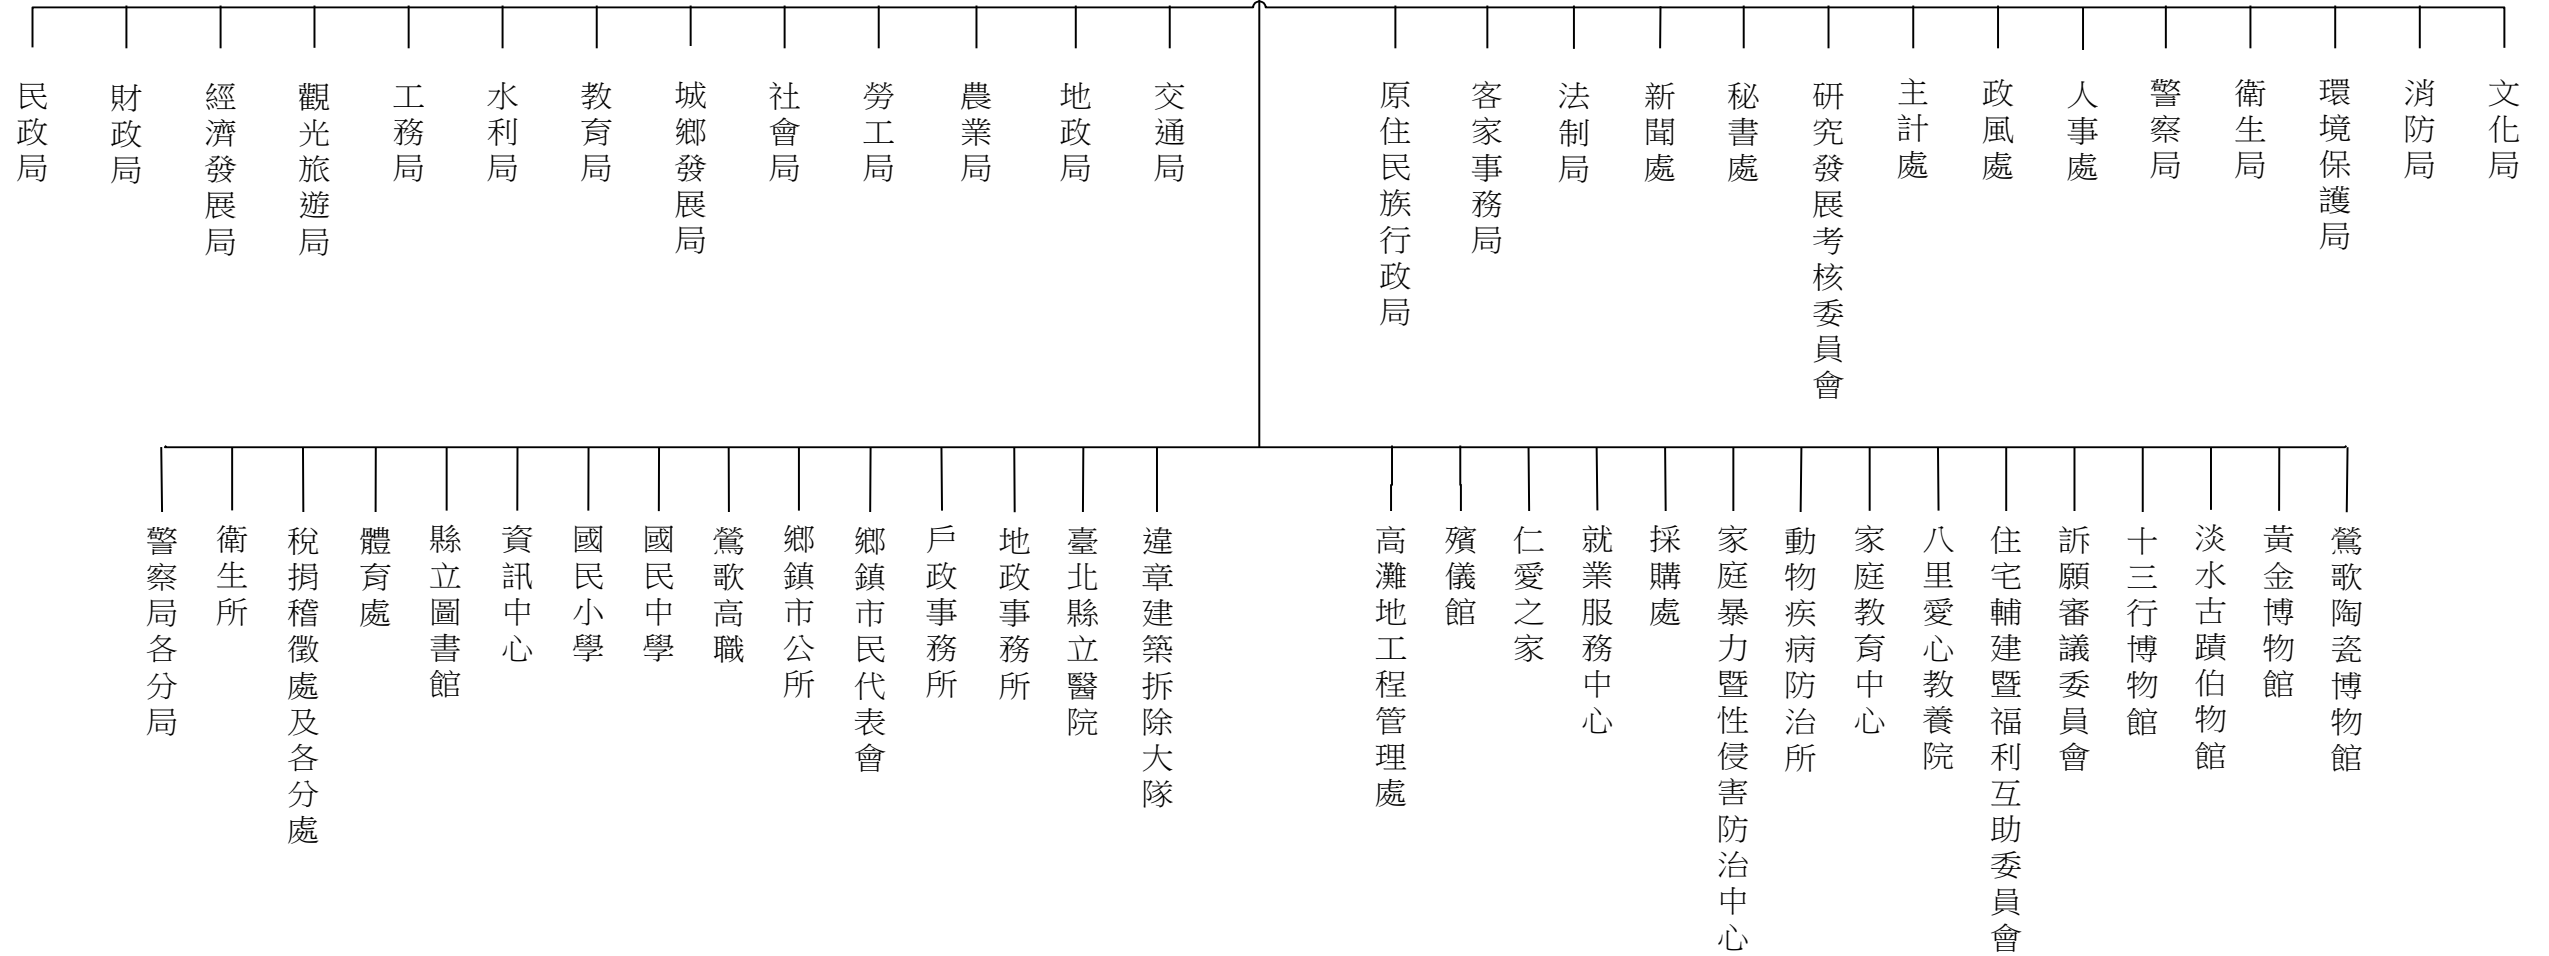 民政局
財政局
經濟發展局
觀光旅遊局
工務局
水利局
教育局
城鄉發展局
社會局
勞工局
農業局
地政局
交通局
原住民族行政局
客家事務局
法制局
新聞處
秘書處
研究發展考核委員會
主計處
政風處
人事處
警察局
衛生局
環境保護局
消防局
文化局
警察局各分局
衛生所
稅捐稽徵處及各分處
體育處
縣立圖書館
資訊中心
國民小學
國民中學
鶯歌高職
鄉鎮市公所
鄉鎮市民代表會
戶政事務所
地政事務所
臺北縣立醫院
違章建築拆除大隊
高灘地工程管理處
殯儀館
仁愛之家
就業服務中心
採購處
家庭暴力暨性侵害防治中心
動物疾病防治所
家庭教育中心
八里愛心教養院
住宅輔建暨福利互助委員會
訴願審議委員會
十三行博物館
淡水古蹟伯物館
黃金博物館
鶯歌陶瓷博物館